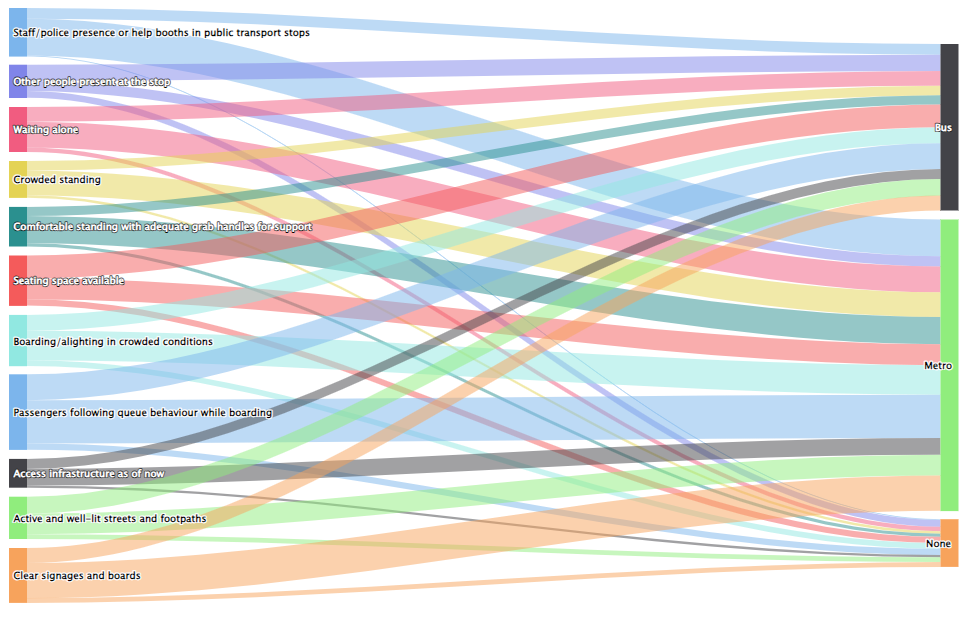 Staff/police presence or help booths in public transport stops
Other people present at the stop
Waiting alone
Crowded standing
Comfortable standing with adequate grab handles for support
Seating space available
Boarding/alighting in crowded conditions
Passengers following queue behaviour while boarding
Access infrastructure as of now
Active and well-lit streets and footpaths
Clear signages and boards
Bus
Metro
None